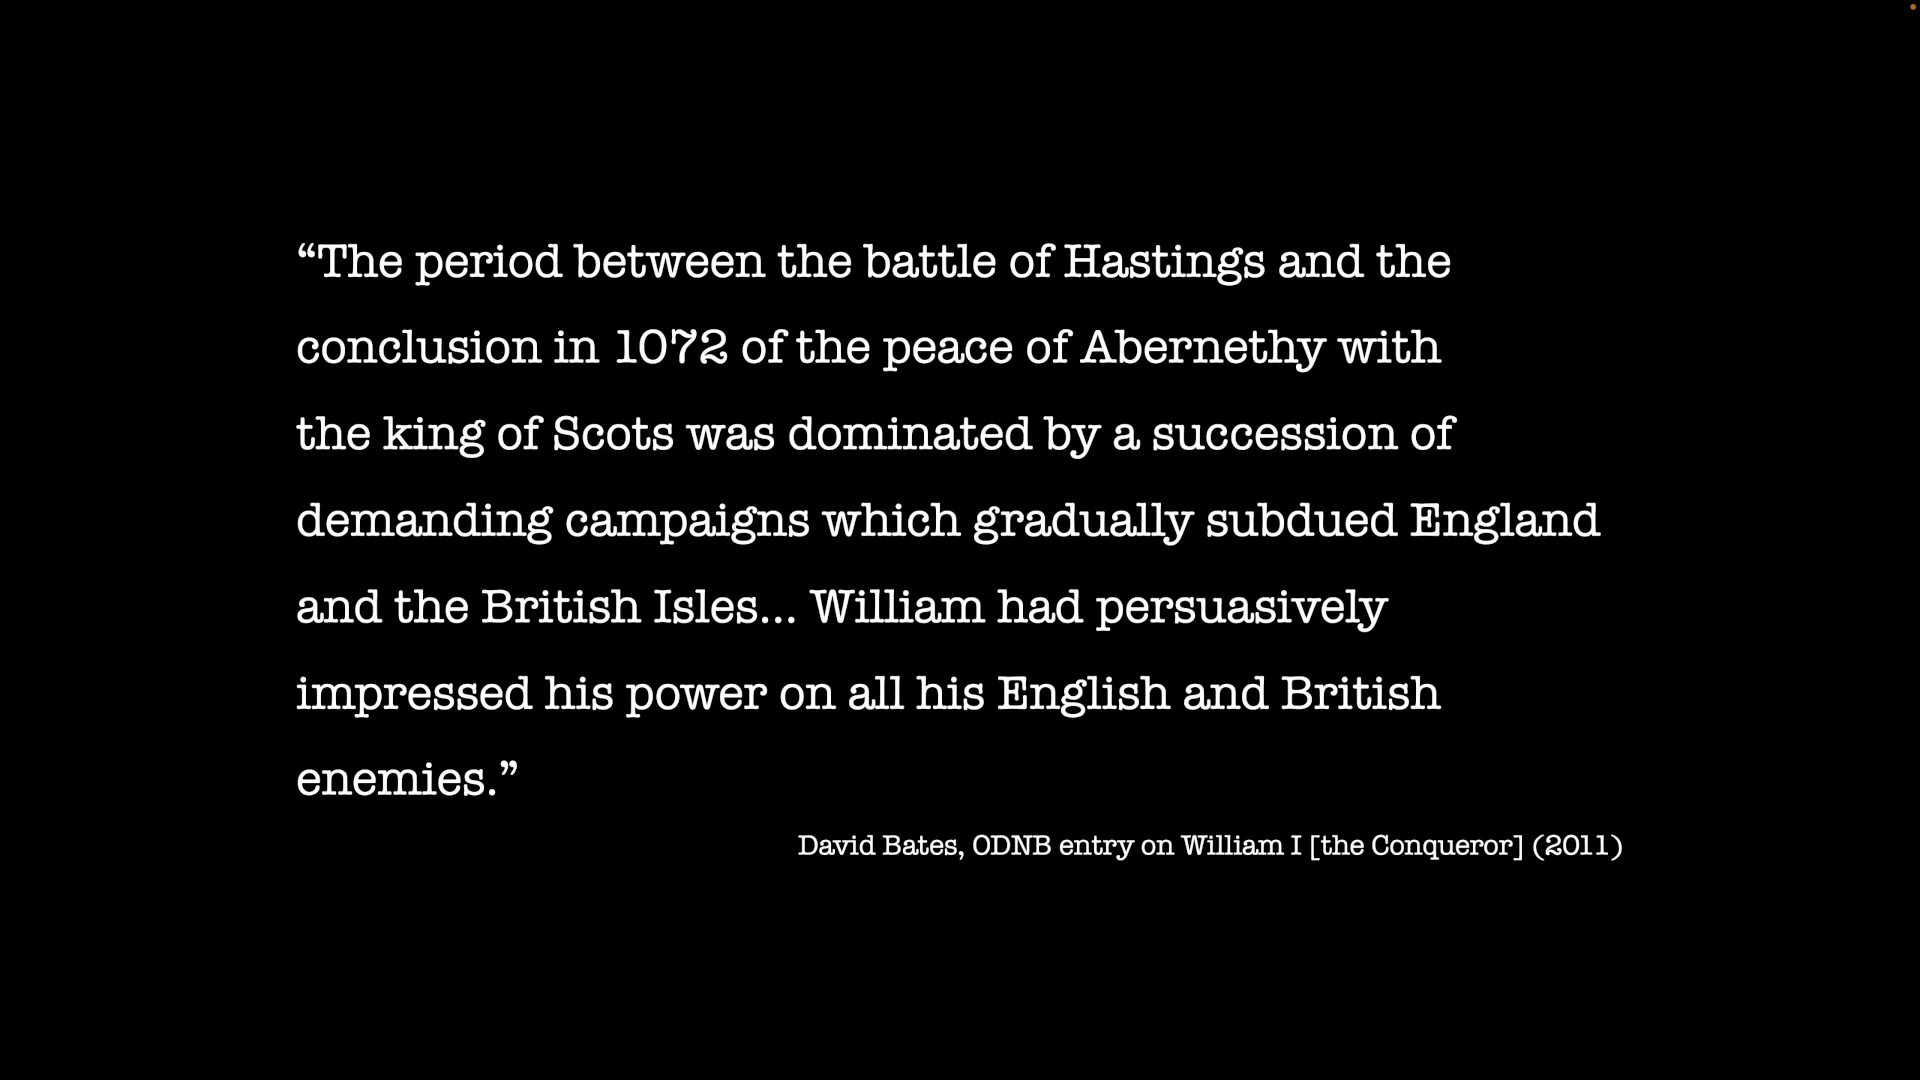 “The period between the battle of Hastings and the
conclusion in 1072 of the peace of Abernethy with
the king of Scots was dominated by a succession of
demanding campaigns which gradually subdued England
and the British Isles... William had persuasively
impressed his power on all his English and British
enemies.”
David Bates, ODNB entry on William I [the Conqueror] (2011)